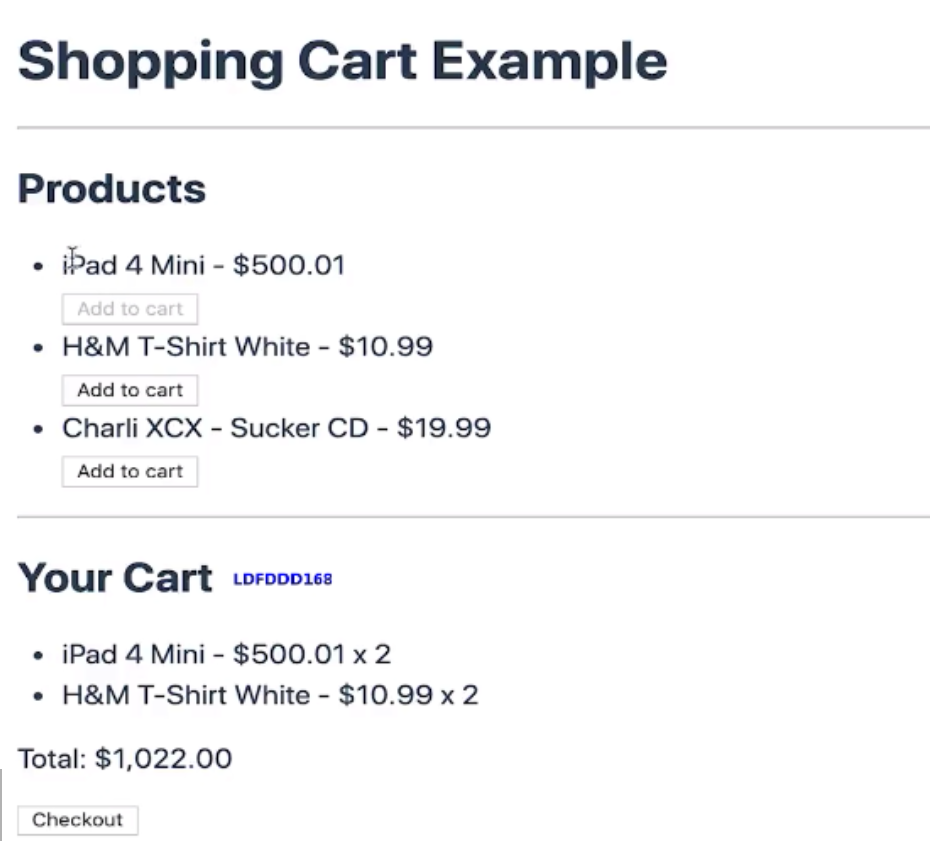 Shopping Cart Example
Products
• iPad 4 Mini - $500.01
Add to cart
• H&M T-Shirt White - $10.99
Add to cart
• Charli XCX - Sucker CD - $19.99
Add to cart
Your Cart LDFDDD168
• iPad 4 Mini - $500.01 x 2
• H&M T-Shirt White - $10.99 x 2
Total: $1,022.00
Checkout